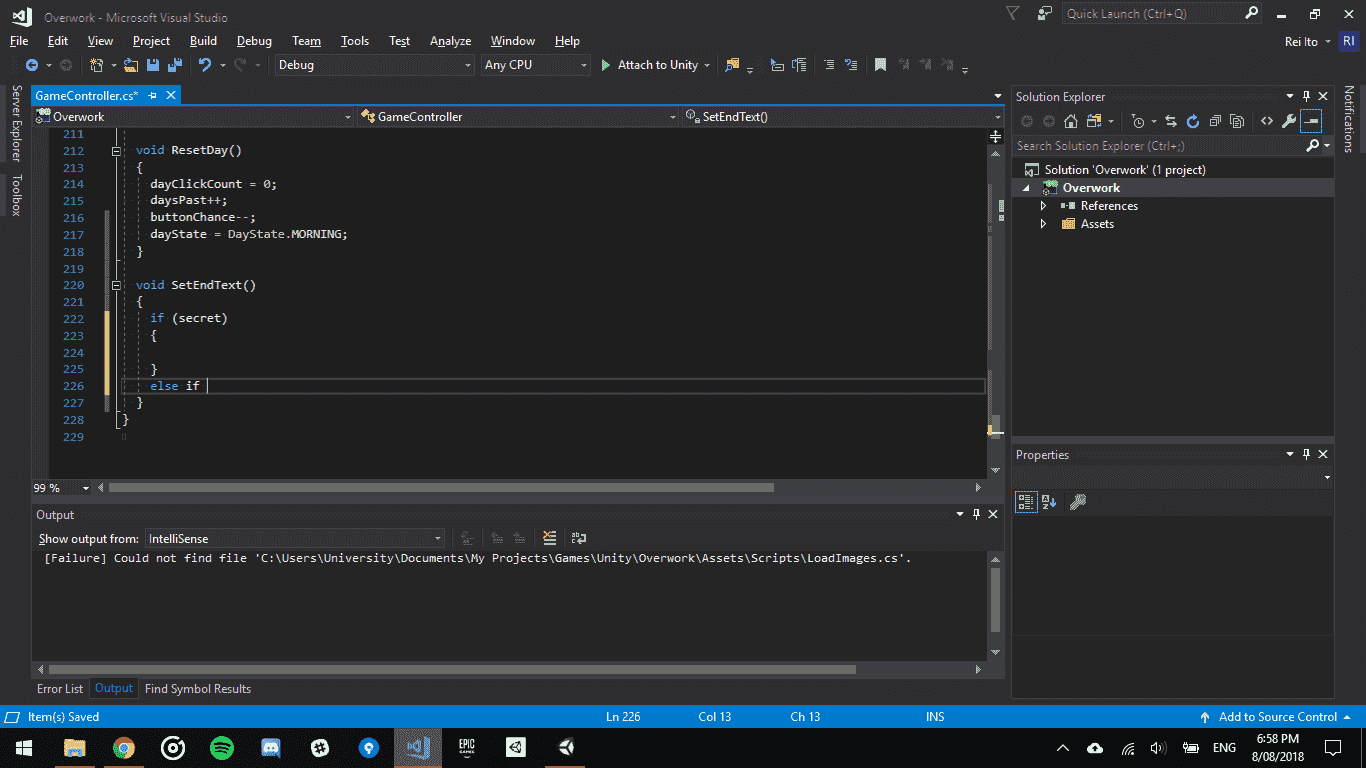 Overwork - Microsoft Visual Studio
Quick Launch (Ctrl+Q)
File Edit View Project Build Debug Team Tools Test Analyze Window Help
Rei Ito RI
Debug Any CPU Attach to Unity
Server Explorer
Toolbox
GameController.cs*
Overwork GameController SetEndText()
211
212 void ResetDay()
213 {
214 dayClickCount = 0;
215 daysPast++;
216 buttonChance--;
217 dayState = DayState.MORNING;
218 }
219
220 void SetEndText()
221 {
222 if (secret)
223 {
224
225 }
226 else if
227 }
228 }
229
99 %
Solution Explorer
Search Solution Explorer (Ctrl+;)
Solution 'Overwork' (1 project)
Overwork
References
Assets
Notifications
Properties
Output
Show output from: IntelliSense
[Failure] Could not find file 'C:\Users\University\Documents\My Projects\Games\Unity\Overwork\Assets\Scripts\LoadImages.cs'.
Error List Output Find Symbol Results
Item(s) Saved Ln 226 Col 13 Ch 13 INS Add to Source Control
EPIC GAMES
ENG
6:58 PM
8/08/2018